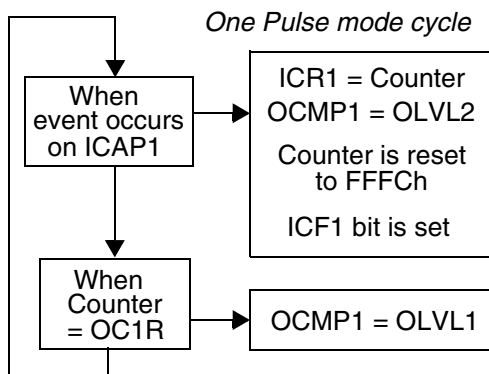 One Pulse mode cycle
When
event occurs
on ICAP1
ICR1 = Counter
OCMP1 = OLVL2
Counter is reset
to FFFCh
ICF1 bit is set
When
Counter
= OC1R
OCMP1 = OLVL1